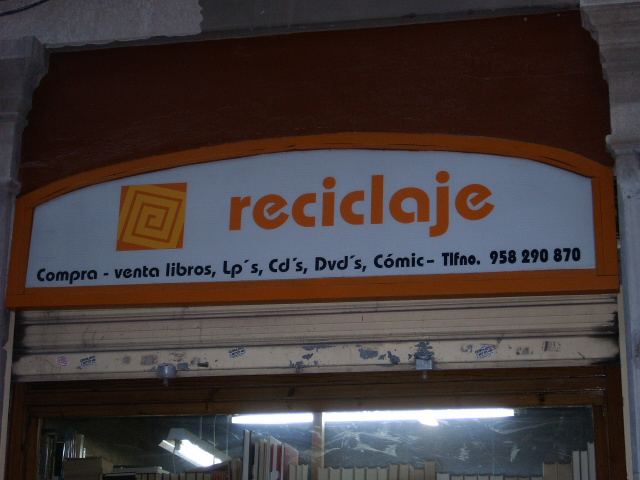 reciclaje
Compra - venta libros, Lp´s, Cd´s, Dvd´s, Cómic- Tlfno. 958 290 870